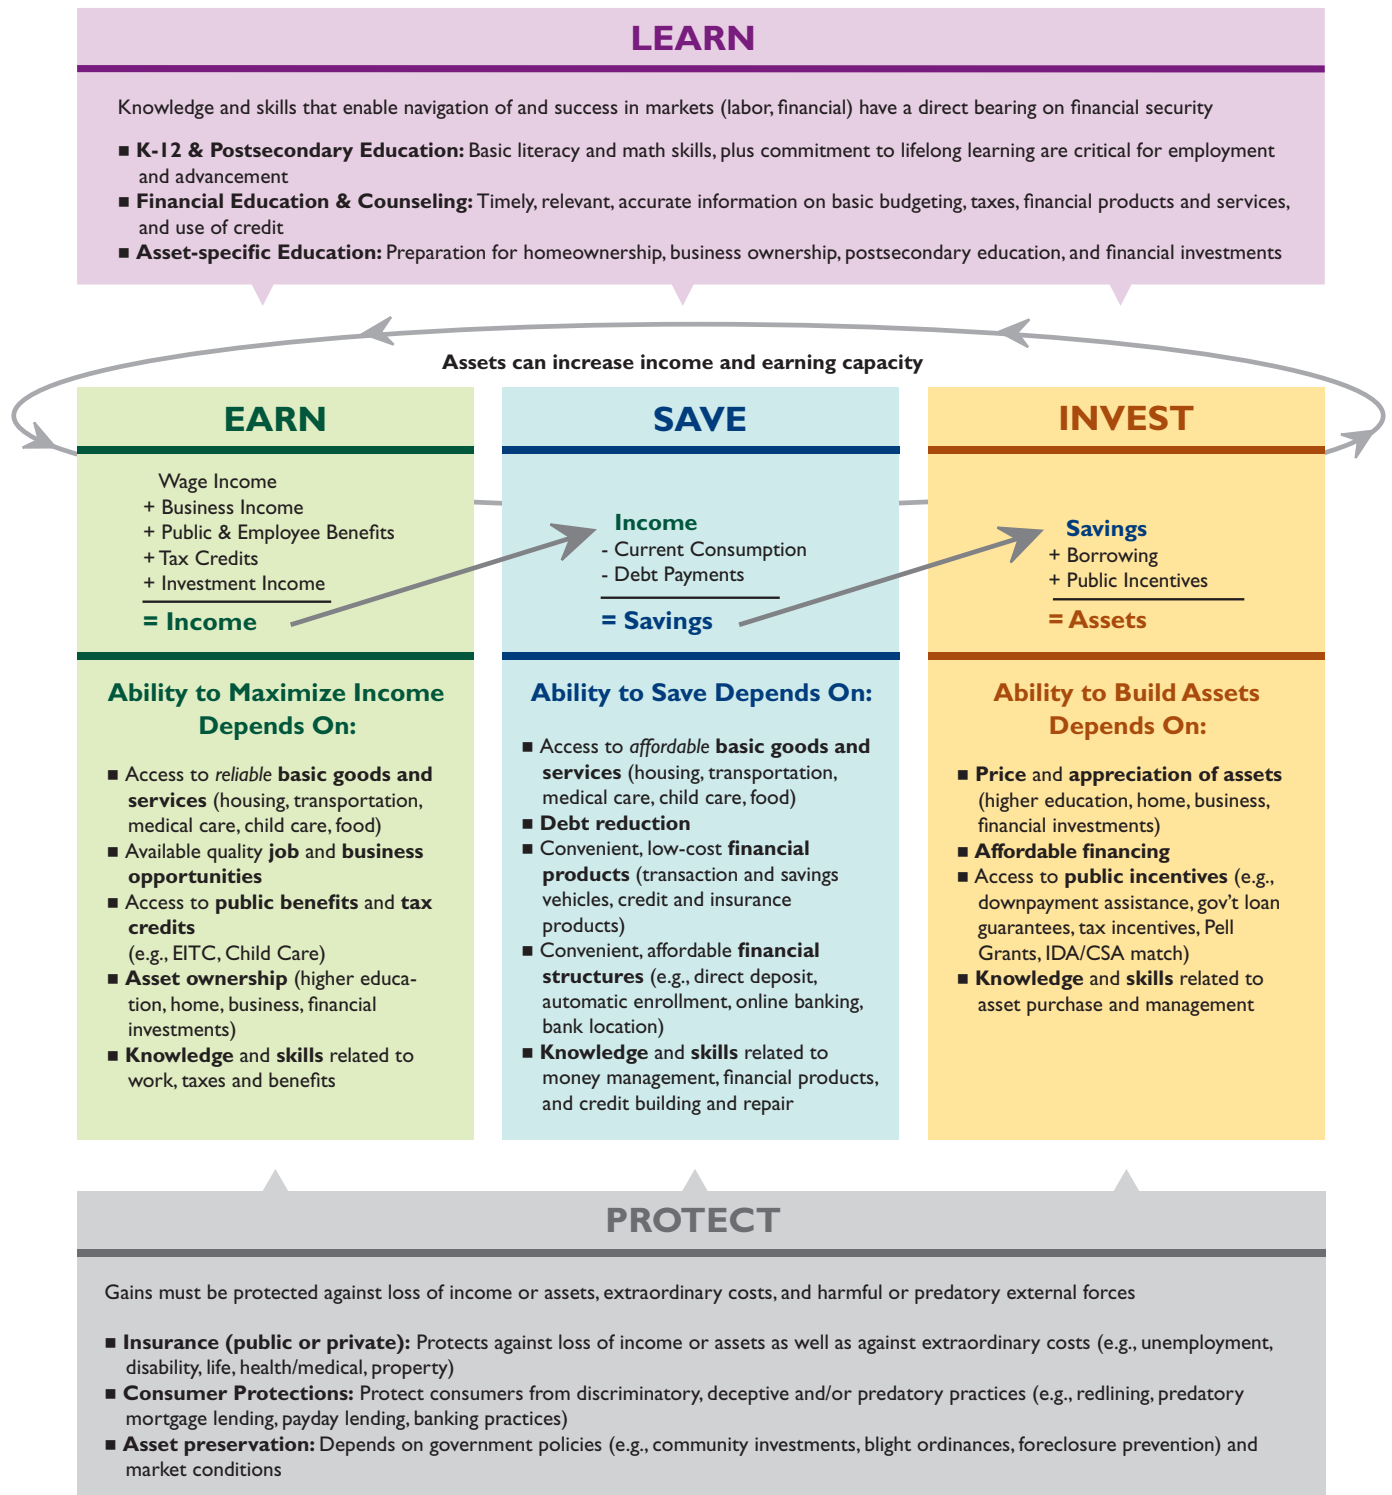 LEARN
Knowledge and skills that enable navigation of and success in markets (labor, financial) have a direct bearing on financial security
■ K-12 & Postsecondary Education: Basic literacy and math skills, plus commitment to lifelong learning are critical for employment
and advancement
■ Financial Education & Counseling: Timely, relevant, accurate information on basic budgeting, taxes, financial products and services,
and use of credit
■ Asset-specific Education: Preparation for homeownership, business ownership, postsecondary education, and financial investments
Assets can increase income and earning capacity
EARN
Wage Income
+ Business Income
+ Public & Employee Benefits
+ Tax Credits
+ Investment Income
= Income
Ability to Maximize Income
Depends On:
■ Access to reliable basic goods and
services (housing, transportation,
medical care, child care, food)
■ Available quality job and business
opportunities
■ Access to public benefits and tax
credits
(e.g., EITC, Child Care)
■ Asset ownership (higher educa-
tion, home, business, financial
investments)
■ Knowledge and skills related to
work, taxes and benefits
SAVE
Income
- Current Consumption
- Debt Payments
= Savings
Ability to Save Depends On:
■ Access to affordable basic goods and
services (housing, transportation,
medical care, child care, food)
■ Debt reduction
■ Convenient, low-cost financial
products (transaction and savings
vehicles, credit and insurance
products)
■ Convenient, affordable financial
structures (e.g., direct deposit,
automatic enrollment, online banking,
bank location)
■ Knowledge and skills related to
money management, financial products,
and credit building and repair
INVEST
Savings
+ Borrowing
+ Public Incentives
= Assets
Ability to Build Assets
Depends On:
■ Price and appreciation of assets
(higher education, home, business,
financial investments)
■ Affordable financing
■ Access to public incentives (e.g.,
downpayment assistance, gov't loan
guarantees, tax incentives, Pell
Grants, IDA/CSA match)
■ Knowledge and skills related to
asset purchase and management
PROTECT
Gains must be protected against loss of income or assets, extraordinary costs, and harmful or predatory external forces
■ Insurance (public or private): Protects against loss of income or assets as well as against extraordinary costs (e.g., unemployment,
disability, life, health/medical, property)
■ Consumer Protections: Protect consumers from discriminatory, deceptive and/or predatory practices (e.g., redlining, predatory
mortgage lending, payday lending, banking practices)
■ Asset preservation: Depends on government policies (e.g., community investments, blight ordinances, foreclosure prevention) and
market conditions